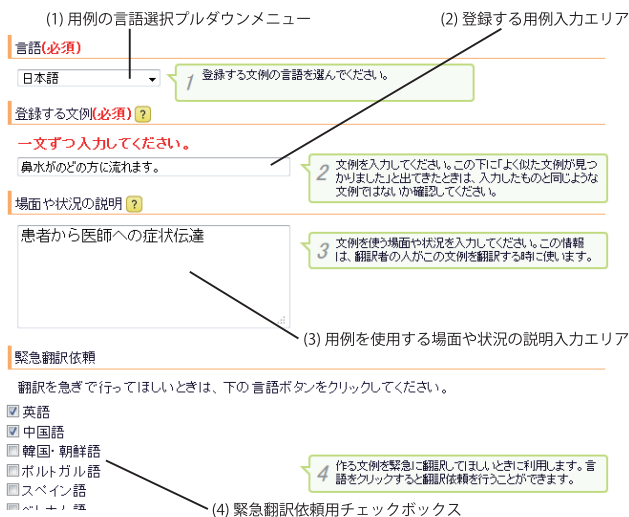 (1) 用例の言語選択プルダウンメニュー
(2) 登録する用例入力エリア
言語(必須)
日本語
1 登録する文例の言語を選んでください。
登録する文例(必須) ?
一文ずつ入力してください。
鼻水がのどの方に流れます。
2 文例を入力してください。この下に「よく似た文例が見つ
かりました」と出てきたときは、入力したものと同じような
文例ではないか確認してください。
場面や状況の説明 ?
患者から医師への症状伝達
3 文例を使う場面や状況を入力してください。この情報
は、翻訳者の人がこの文例を翻訳する時に使います。
(3) 用例を使用する場面や状況の説明入力エリア
緊急翻訳依頼
翻訳を急ぎで行ってほしいときは、下の言語ボタンをクリックしてください。
英語
中国語
韓国・朝鮮語
ポルトガル語
スペイン語
4 作る文例を緊急に翻訳してほしいときに利用します。言
語をクリックすると翻訳依頼を行うことができます。
(4) 緊急翻訳依頼用チェックボックス